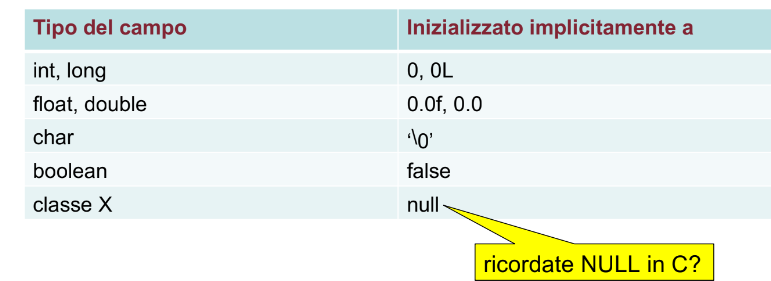 Tipo del campo Inizializzato implicitamente a
int, long 0, 0L
float, double 0.0f, 0.0
char ‘\0’
boolean false
classe X null
ricordate NULL in C?